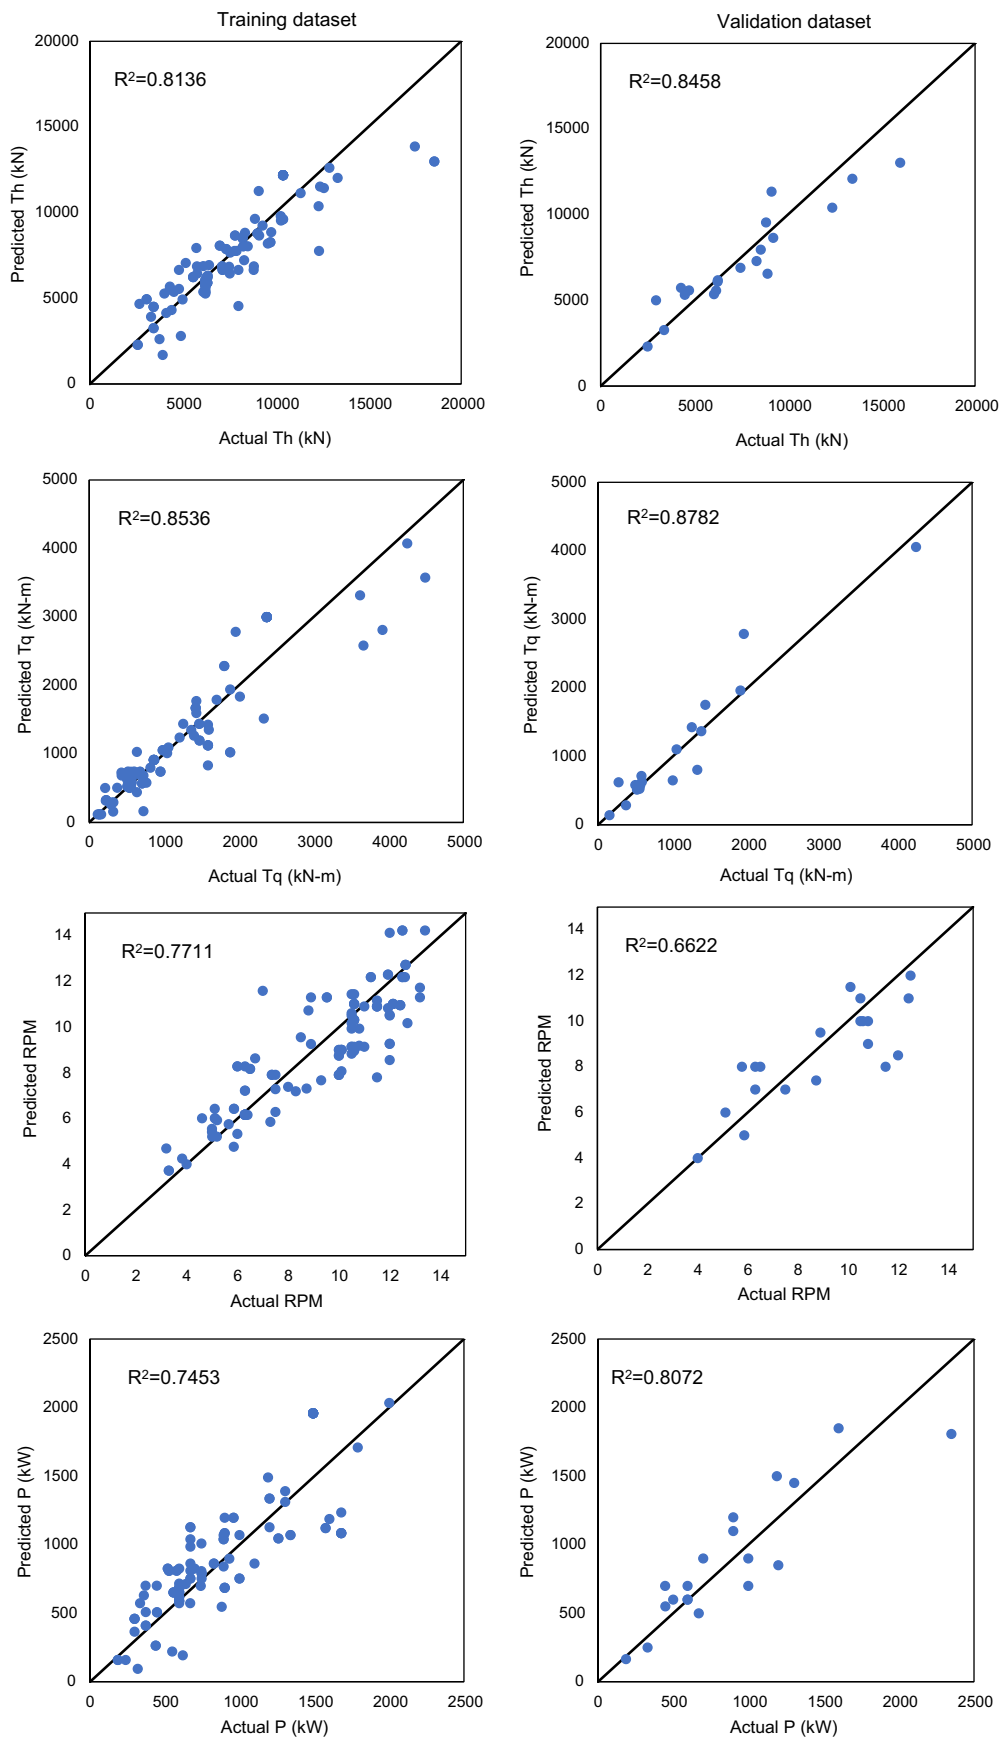 Training dataset
Validation dataset
R²=0.8136
20000
15000
10000
5000
0
Predicted Th (kN)
0 5000 10000 15000 20000
Actual Th (kN)
R²=0.8458
20000
15000
10000
5000
0
Predicted Th (kN)
0 5000 10000 15000 20000
Actual Th (kN)
R²=0.8536
5000
4000
3000
2000
1000
0
Predicted Tq (kN-m)
0 1000 2000 3000 4000 5000
Actual Tq (kN-m)
R²=0.8782
5000
4000
3000
2000
1000
0
Predicted Tq (kN-m)
0 1000 2000 3000 4000 5000
Actual Tq (kN-m)
R²=0.7711
14
12
10
8
6
4
2
0
Predicted RPM
0 2 4 6 8 10 12 14
Actual RPM
R²=0.6622
14
12
10
8
6
4
2
0
Predicted RPM
0 2 4 6 8 10 12 14
Actual RPM
R²=0.7453
2500
2000
1500
1000
500
0
Predicted P (kW)
0 500 1000 1500 2000 2500
Actual P (kW)
R²=0.8072
2500
2000
1500
1000
500
0
Predicted P (kW)
0 500 1000 1500 2000 2500
Actual P (kW)